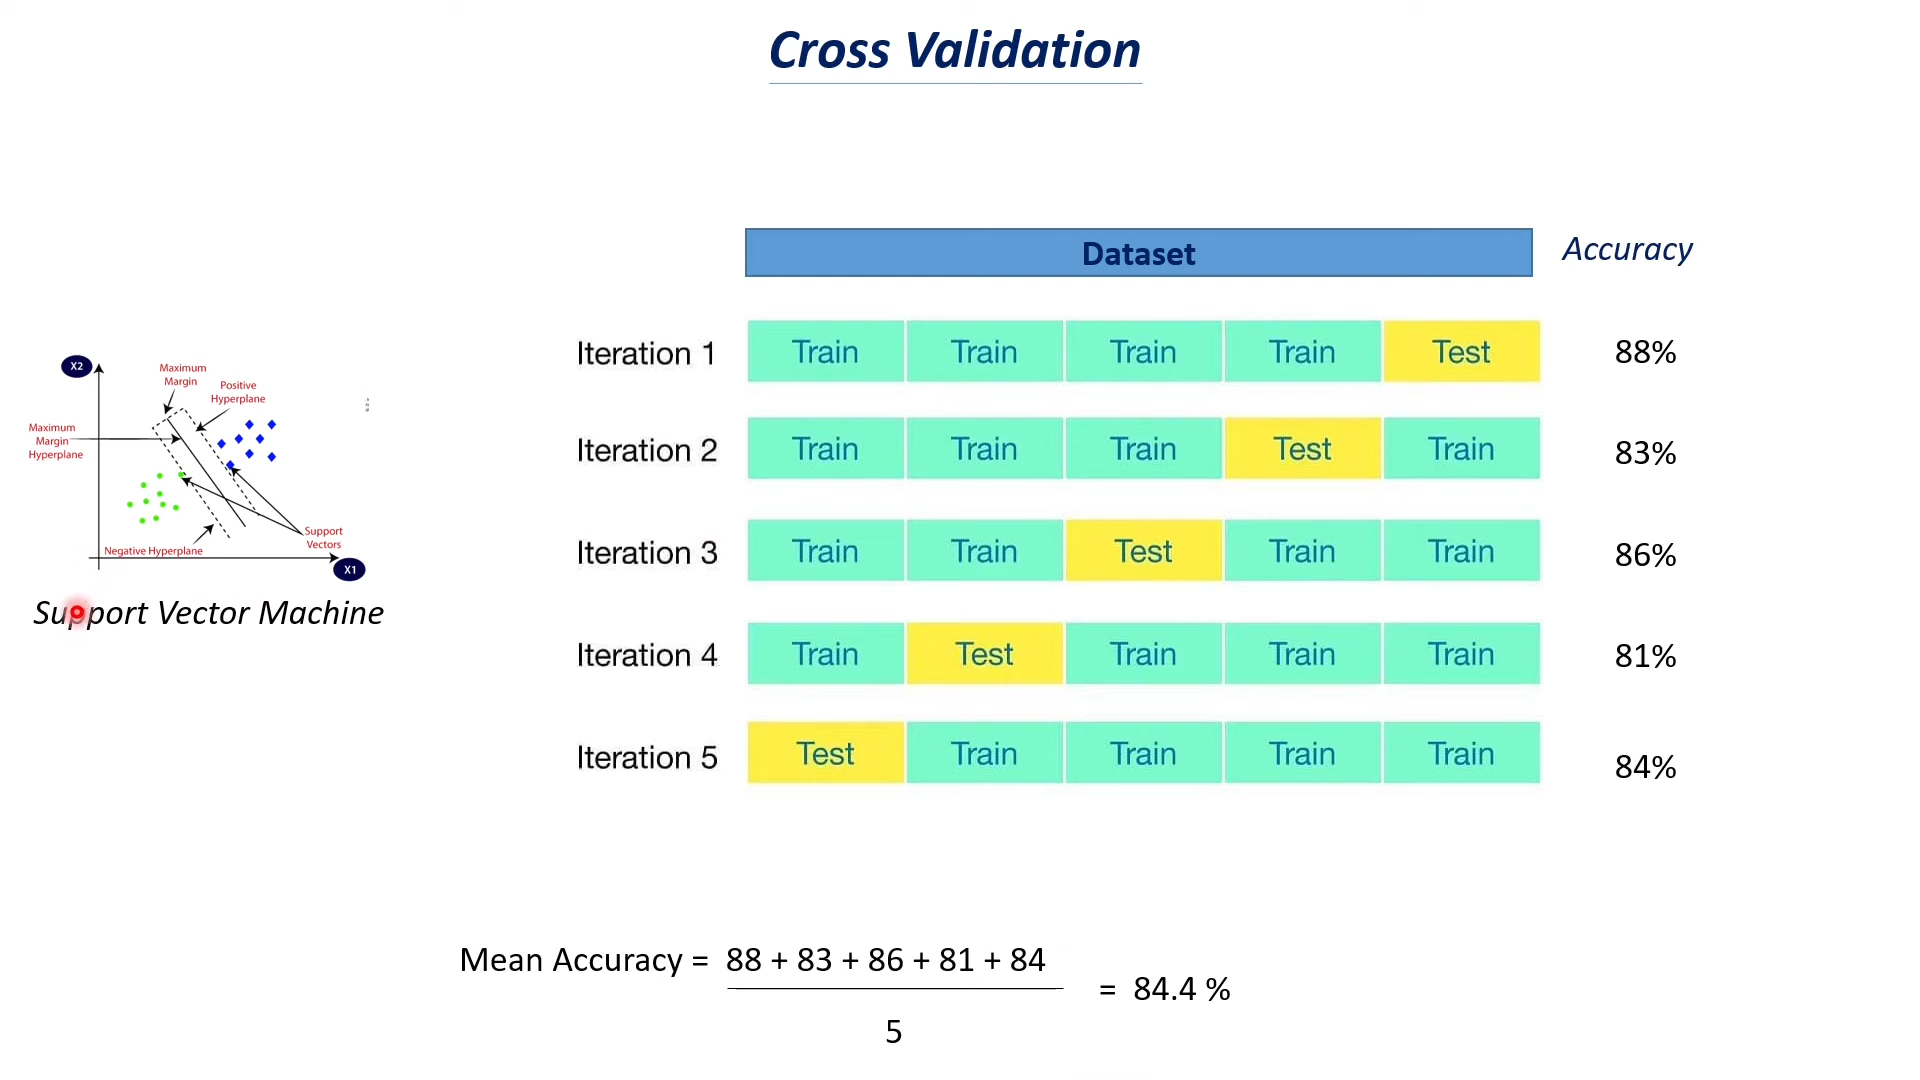 Cross Validation
Dataset
Accuracy
Iteration 1 Train Train Train Train Test 88%
Iteration 2 Train Train Train Test Train 83%
Iteration 3 Train Train Test Train Train 86%
Iteration 4 Train Test Train Train Train 81%
Iteration 5 Test Train Train Train Train 84%
X2
Maximum
Margin
Positive
Hyperplane
Maximum
Margin
Hyperplane
Support
Vectors
Negative Hyperplane
X1
Support Vector Machine
Mean Accuracy = 88 + 83 + 86 + 81 + 84
= 84.4 %
5